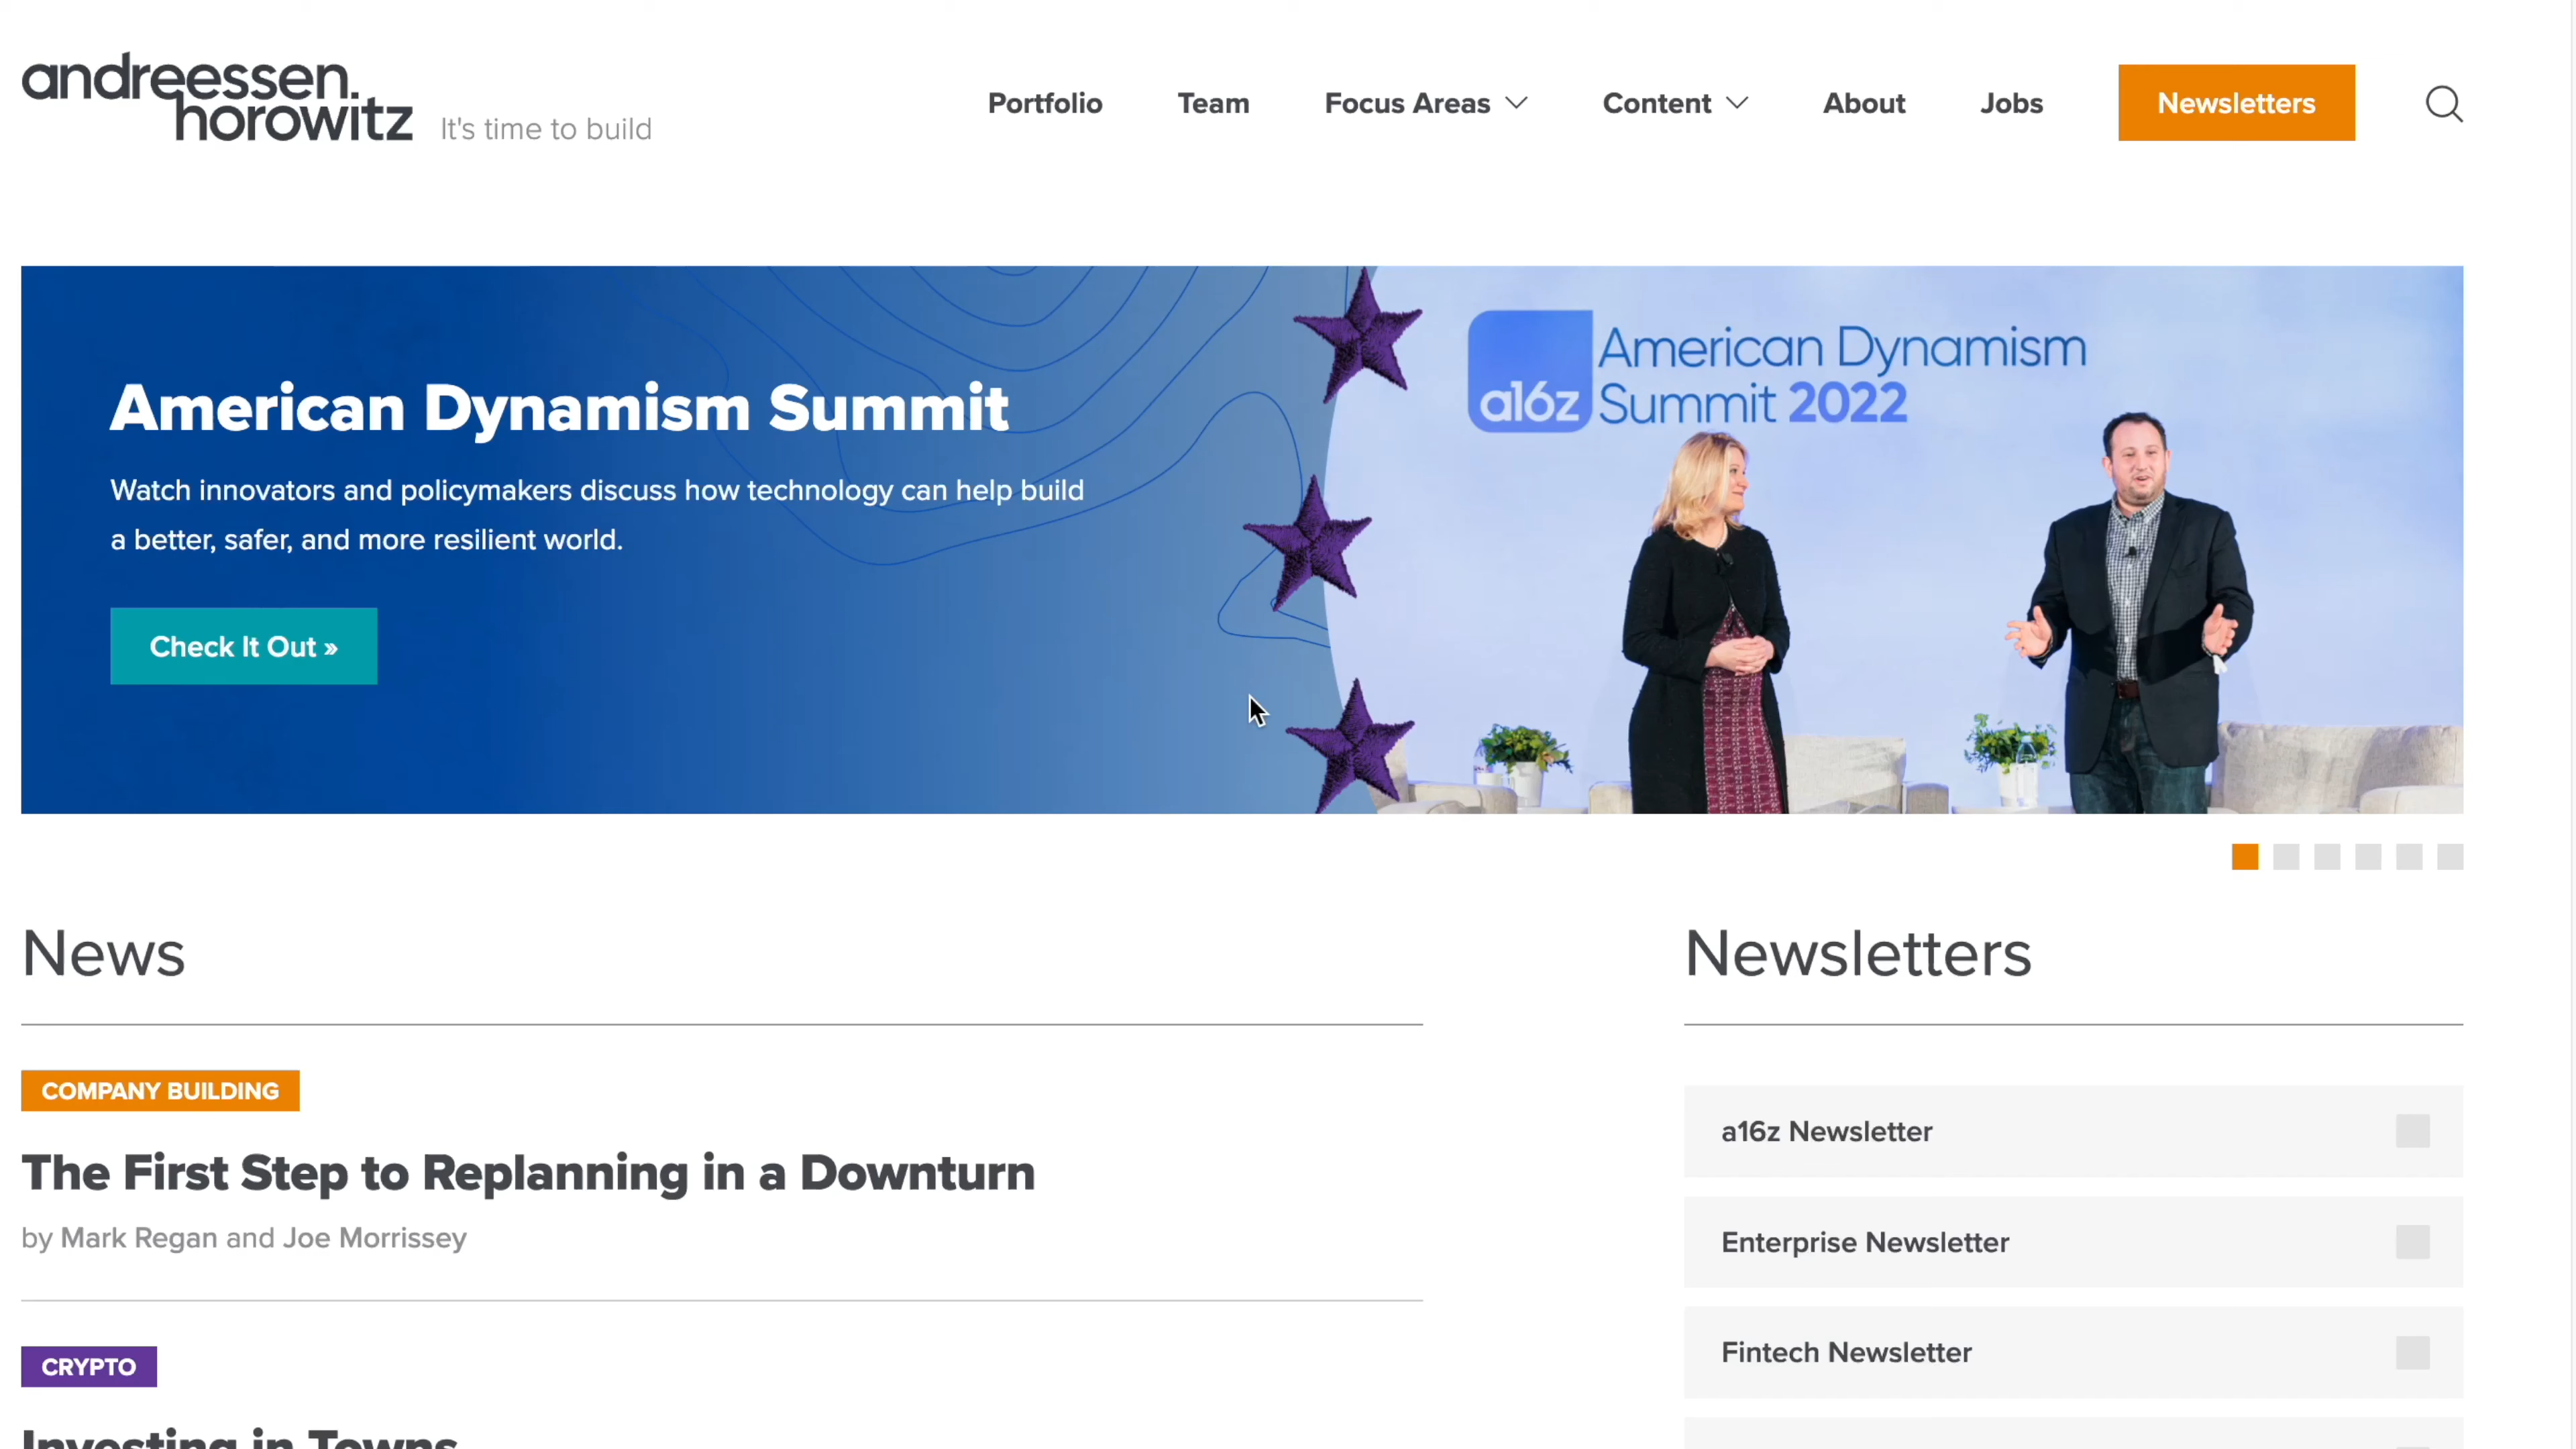 andreessen.
horowitz
It's time to build
Portfolio
Team
Focus Areas
Content
About
Jobs
Newsletters
American Dynamism Summit
Watch innovators and policymakers discuss how technology can help build
a better, safer, and more resilient world.
Check It Out »
a16z
American Dynamism
Summit 2022
News
COMPANY BUILDING
The First Step to Replanning in a Downturn
by Mark Regan and Joe Morrissey
CRYPTO
Investing in Towns
Newsletters
a16z Newsletter
Enterprise Newsletter
Fintech Newsletter